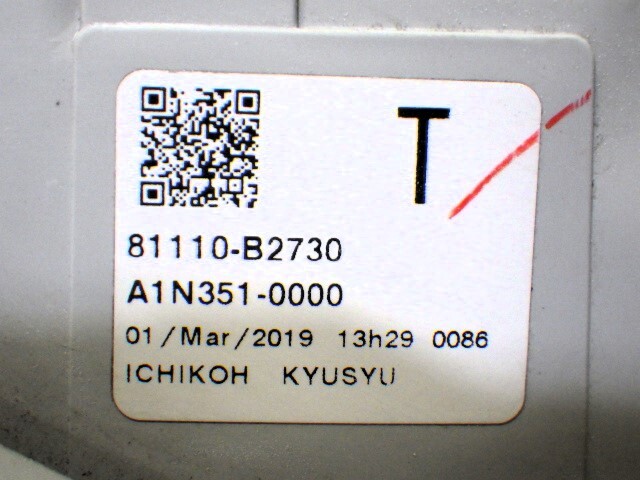 T
81110-B2730
A1N351-0000
01/Mar/2019 13h29 0086
ICHIKOH KYUSYU